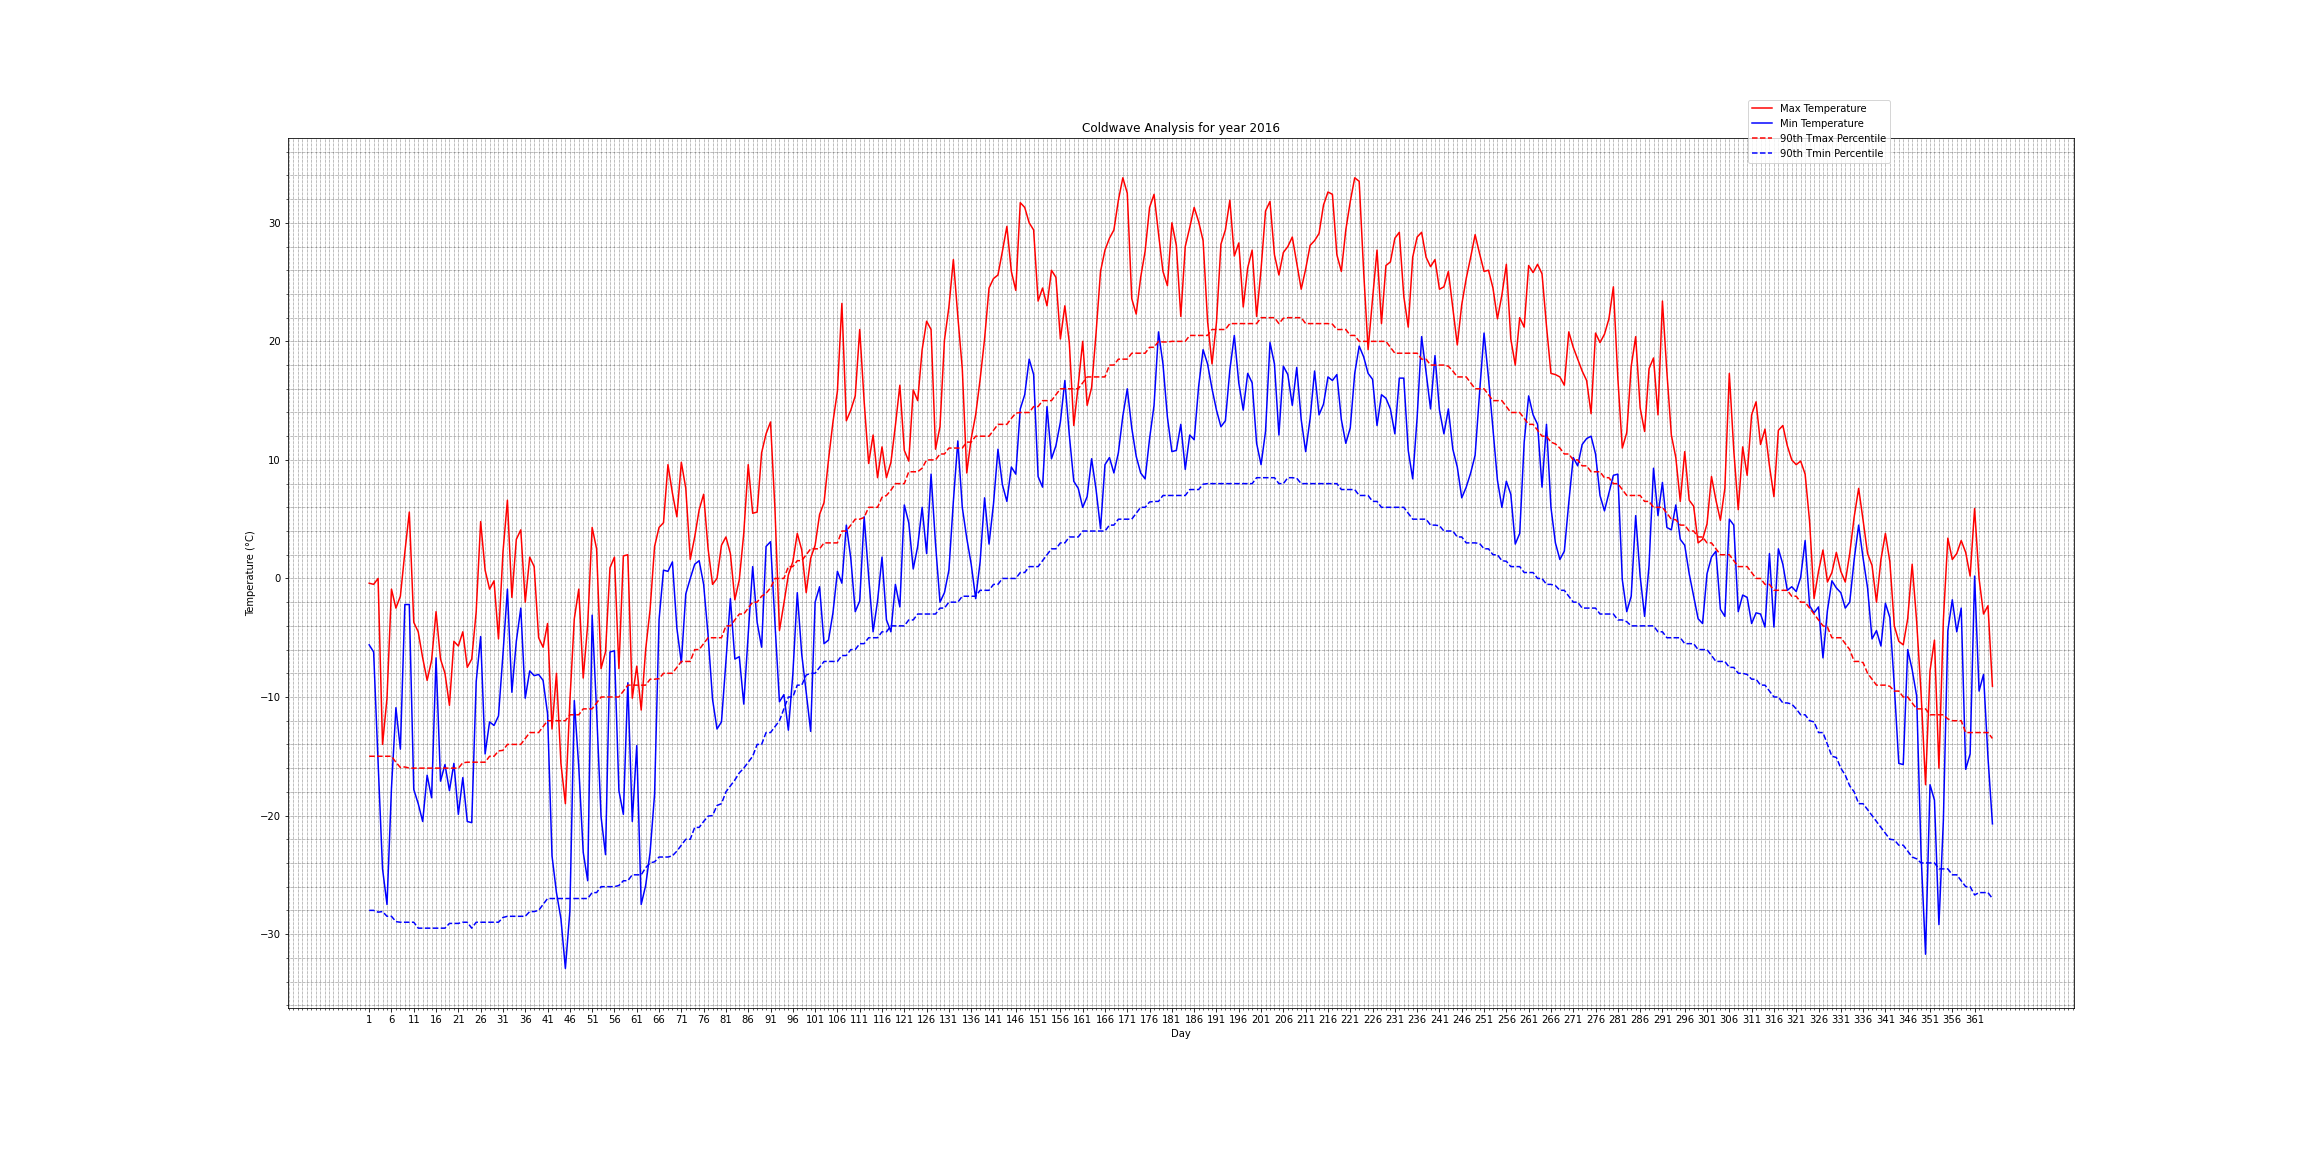 Coldwave Analysis for year 2016
Max Temperature
Min Temperature
90th Tmax Percentile
90th Tmin Percentile
Temperature (°C)
30
20
10
0
−10
−20
−30
1 6 11 16 21 26 31 36 41 46 51 56 61 66 71 76 81 86 91 96 101 106 111 116 121 126 131 136 141 146 151 156 161 166 171 176 181 186 191 196 201 206 211 216 221 226 231 236 241 246 251 256 261 266 271 276 281 286 291 296 301 306 311 316 321 326 331 336 341 346 351 356 361
Day